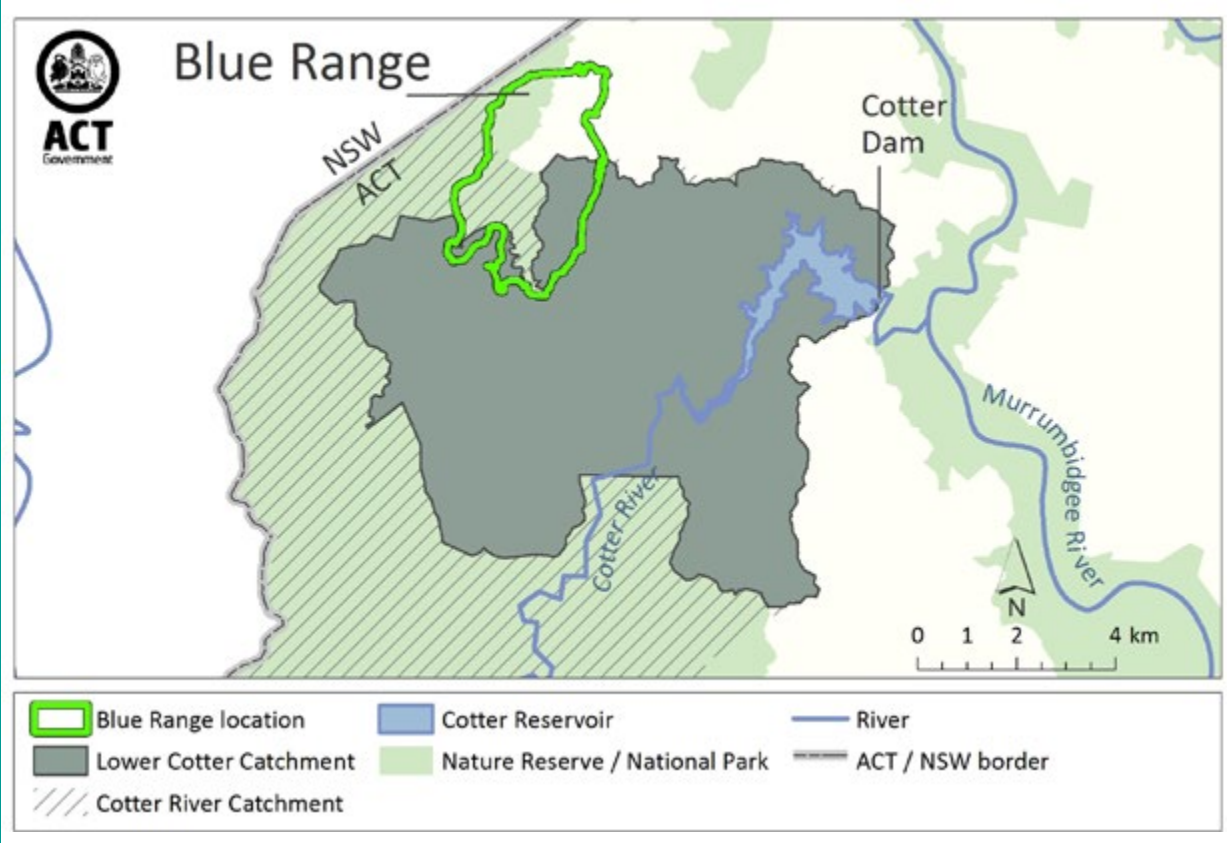 ACT
Government
Blue Range
NSW
ACT
Cotter
Dam
Murrumbidgee River
Cotter River
N
0 1 2 4 km
Blue Range location
Cotter Reservoir
River
Lower Cotter Catchment
Nature Reserve / National Park
ACT / NSW border
Cotter River Catchment